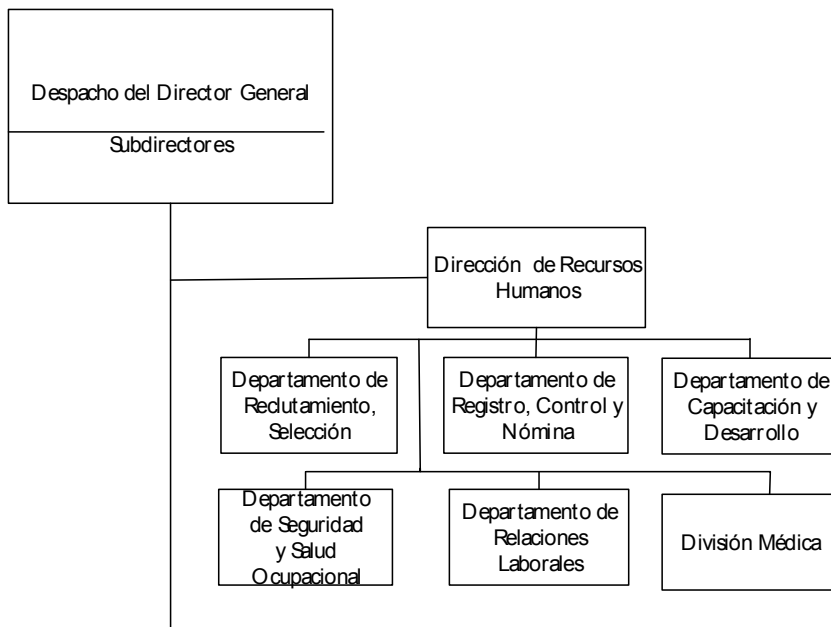 Despacho del Director General
Subdirectores
Dirección de Recursos
Humanos
Departamento de
Reclutamiento,
Selección
Departamento de
Registro, Control y
Nómina
Departamento de
Capacitación y
Desarrollo
Departamento
de Seguridad
y Salud
Ocupacional
Departamento de
Relaciones
Laborales
División Médica